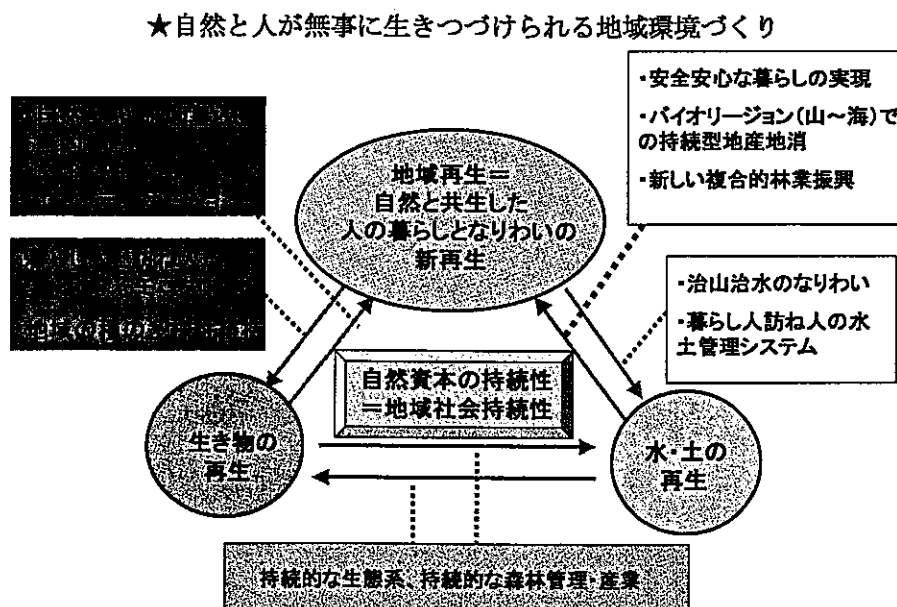 ★自然と人が無事に生きつづけられる地域環境づくり
・安全安心な暮らしの実現
・バイオリージョン(山～海)で
の持続型地産地消
・新しい複合的林業振興
地域再生＝
自然と共生した
人の暮らしとなりわいの
新再生
・治山治水のなりわい
・暮らし人訪ね人の水
土管理システム
自然資本の持続性
＝地域社会持続性
生き物の
再生
水・土の
再生
持続的な生態系、持続的な森林管理・産業